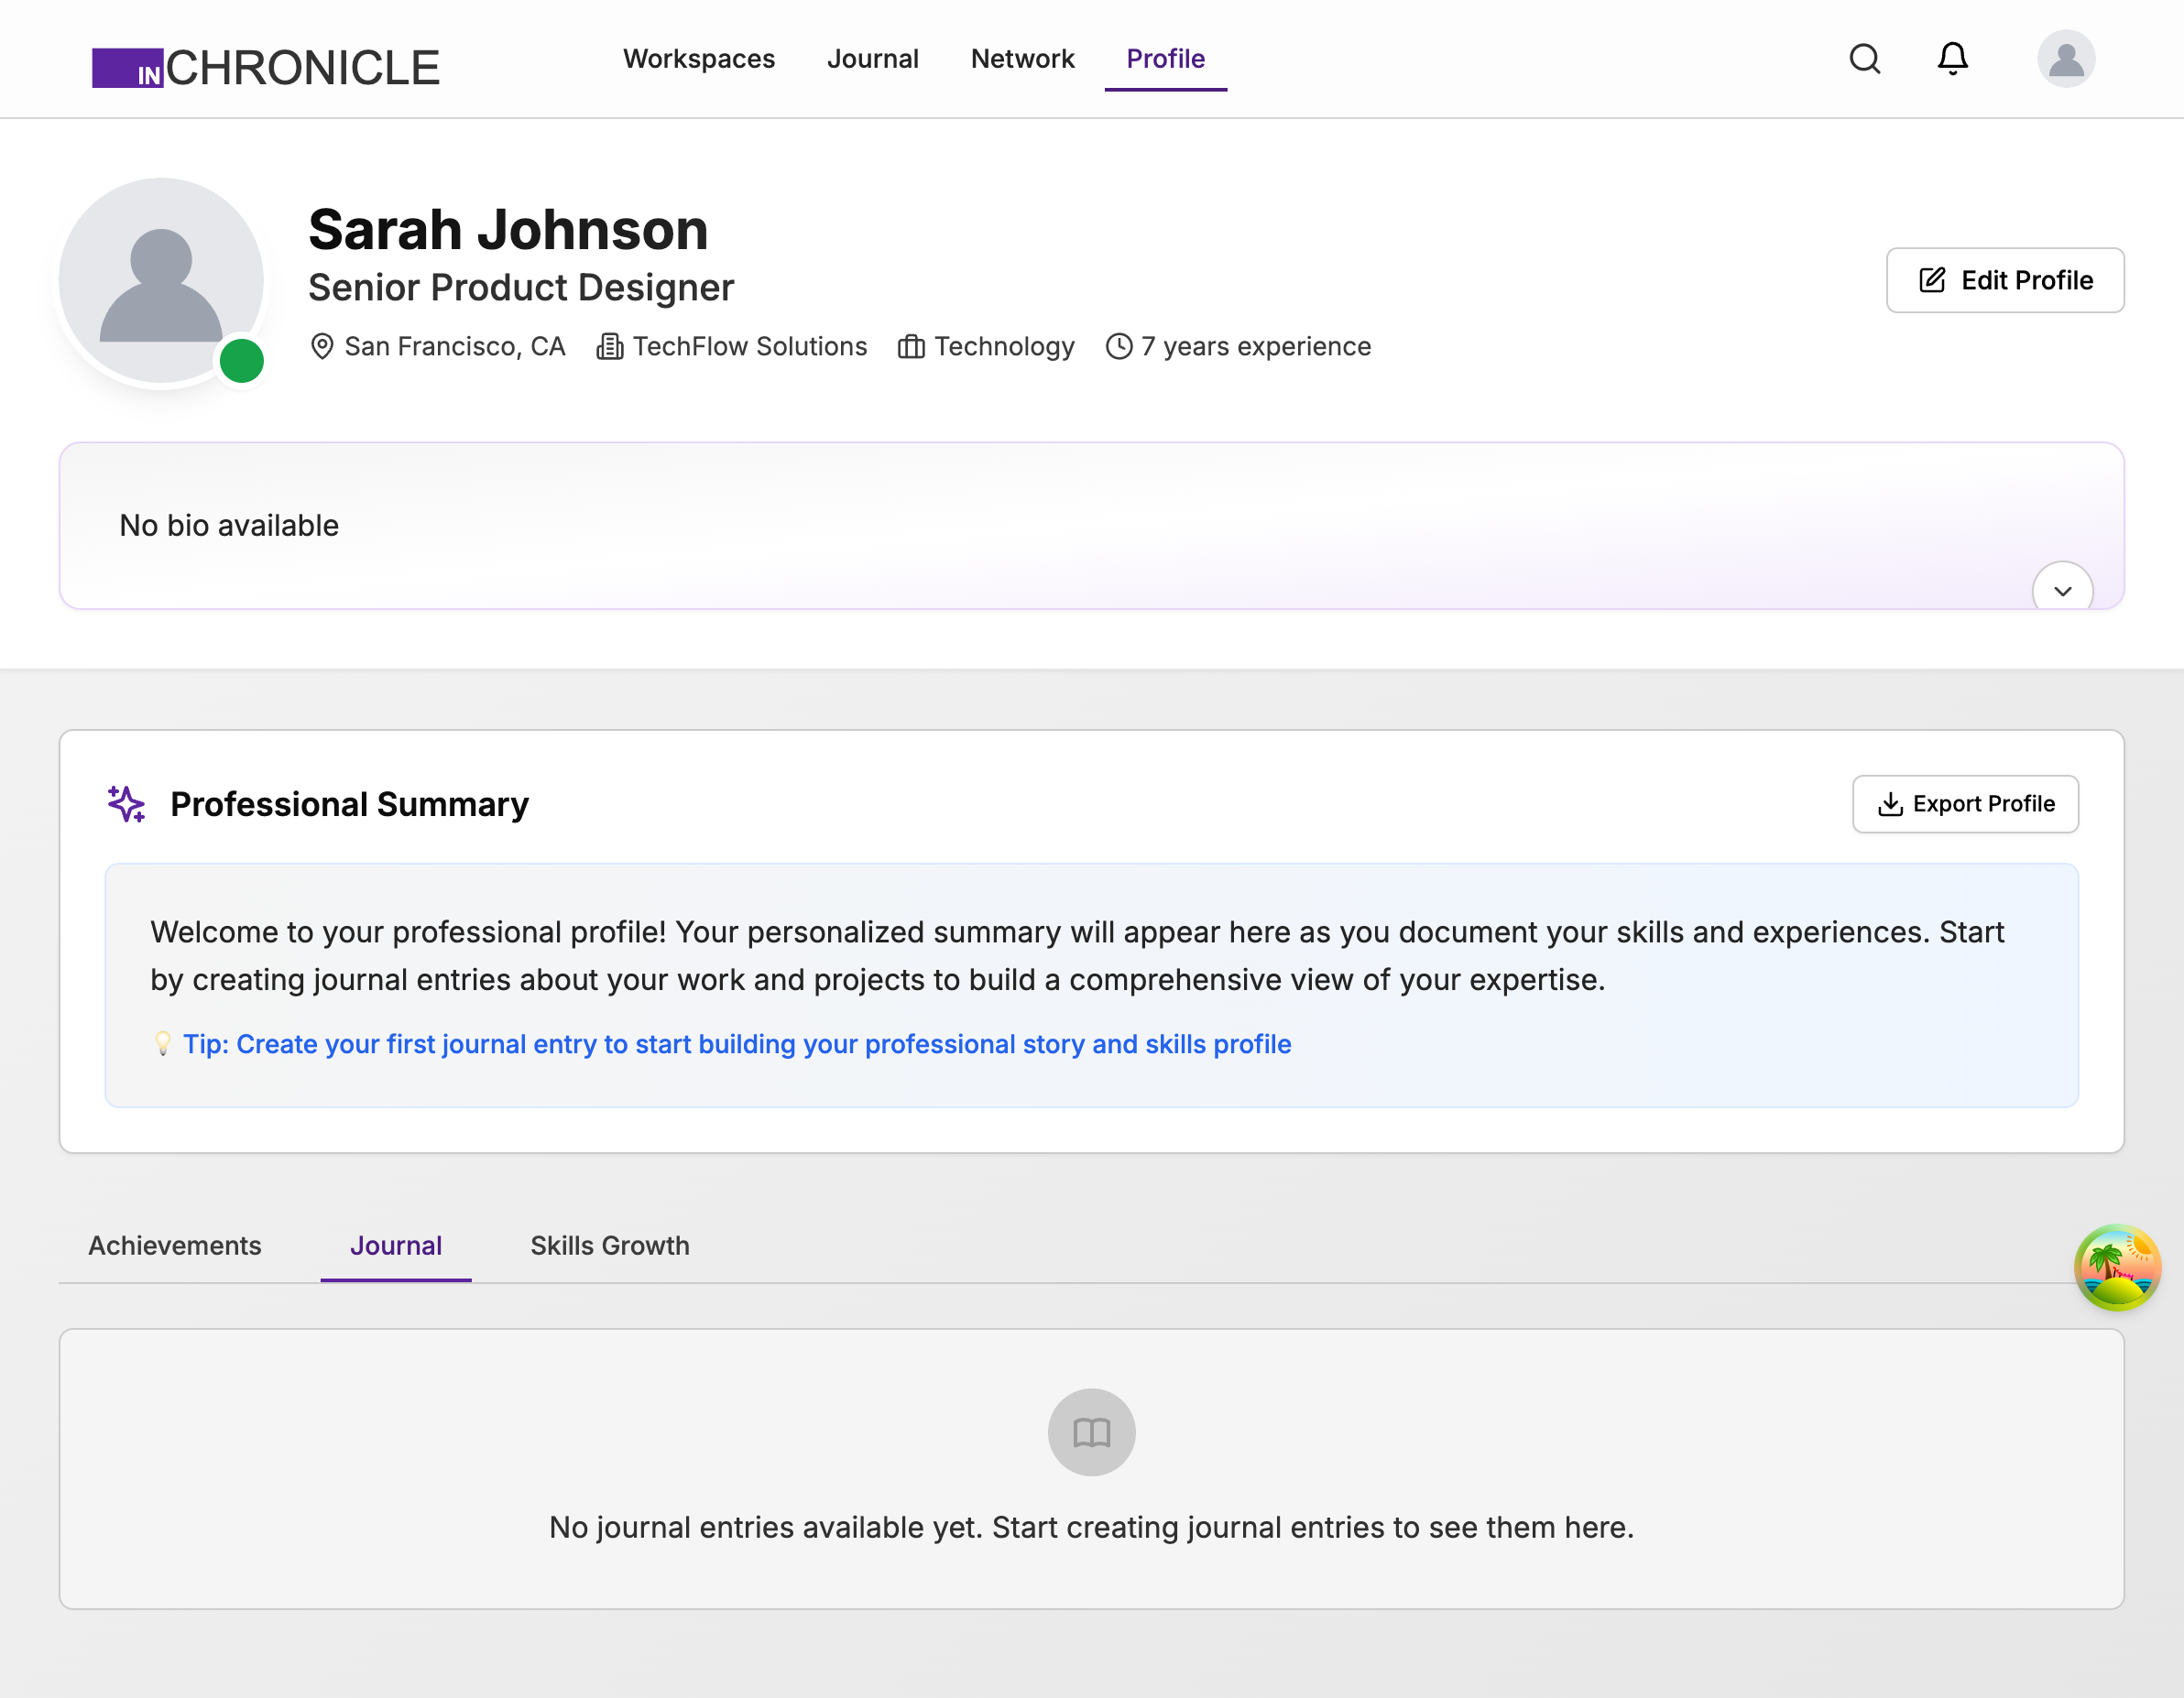 INCHRONICLE
Workspaces
Journal
Network
Profile
Sarah Johnson
Senior Product Designer
San Francisco, CA
TechFlow Solutions
Technology
7 years experience
Edit Profile
No bio available
Professional Summary
Export Profile
Welcome to your professional profile! Your personalized summary will appear here as you document your skills and experiences. Start
by creating journal entries about your work and projects to build a comprehensive view of your expertise.
💡 Tip: Create your first journal entry to start building your professional story and skills profile
Achievements
Journal
Skills Growth
No journal entries available yet. Start creating journal entries to see them here.